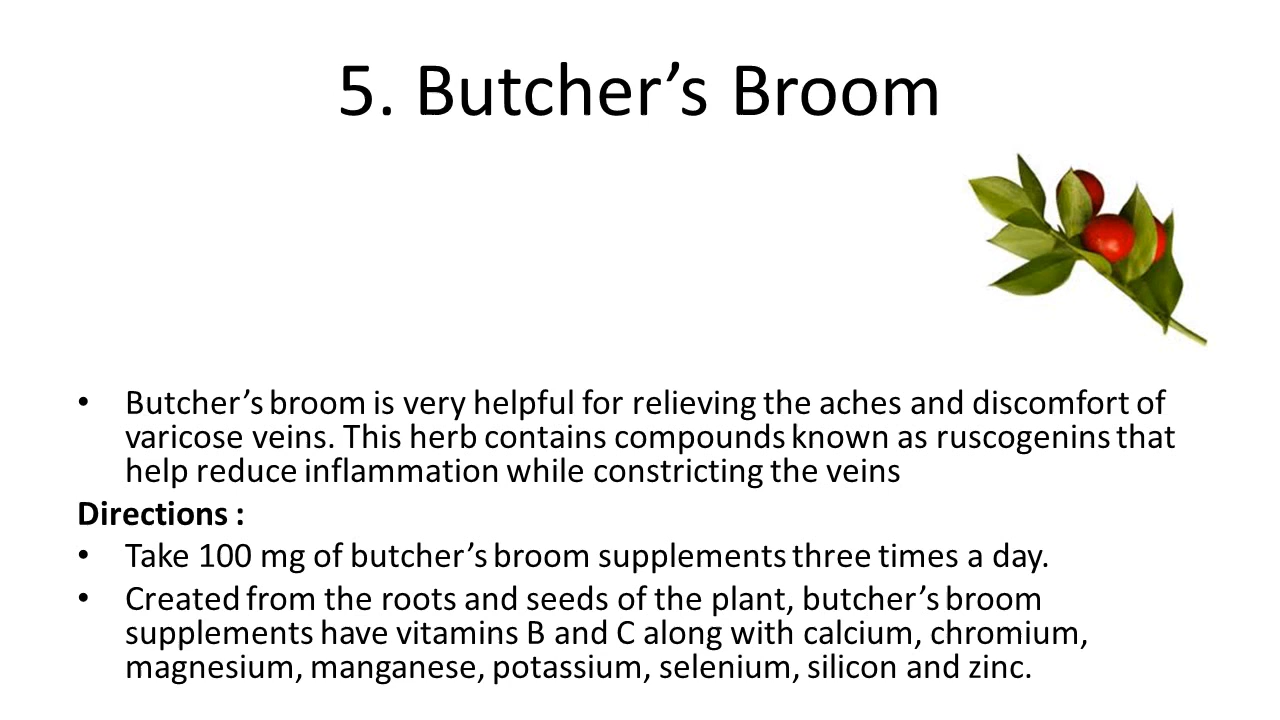 5. Butcher’s Broom
• Butcher’s broom is very helpful for relieving the aches and discomfort of
varicose veins. This herb contains compounds known as ruscogenins that
help reduce inflammation while constricting the veins
Directions :
• Take 100 mg of butcher’s broom supplements three times a day.
• Created from the roots and seeds of the plant, butcher’s broom
supplements have vitamins B and C along with calcium, chromium,
magnesium, manganese, potassium, selenium, silicon and zinc.